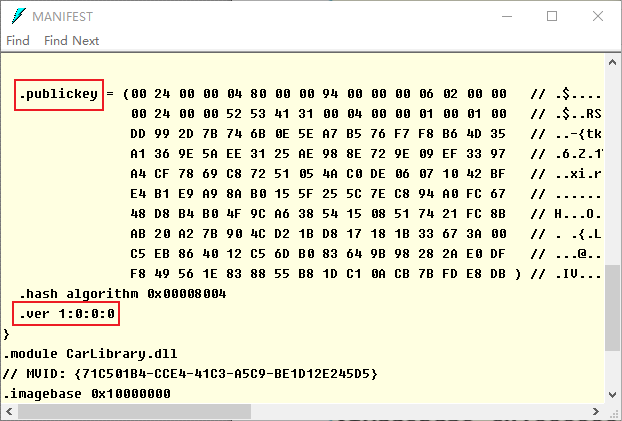 MANIFEST
Find Find Next
.publickey = (00 24 00 00 04 80 00 00 94 00 00 00 06 02 00 00 // .$.....
00 24 00 00 52 53 41 31 00 04 00 00 01 00 01 00 // .$..RS
DD 99 2D 7B 74 6B 0E 5E A7 B5 76 F7 F8 B6 4D 35 // ..-{tk
A1 36 9E 5A EE 31 25 AE 98 8E 72 9E 09 EF 33 97 // .6.Z.1
A4 CF 78 69 C8 72 51 05 4A C0 DE 06 07 10 42 BF // ..xi.r
E4 B1 E9 A9 8A B0 15 5F 25 5C 7E C8 94 A0 FC 67 // ......
48 D8 B4 B0 4F 9C A6 38 54 15 08 51 74 21 FC 8B // H...O.
AB 20 A2 7B 90 4C D2 1B D8 17 18 1B 33 67 3A 00 // . .{.L
C5 EB 86 40 12 C5 6D B0 83 64 9B 98 28 2A E0 DF // ...@..
F8 49 56 1E 83 88 55 B8 1D C1 0A CB 7B FD E8 DB ) // .IV...
.hash algorithm 0x00008004
.ver 1:0:0:0
}
.module CarLibrary.dll
// MVID: {71C501B4-CCE4-41C3-A5C9-BE1D12E245D5}
.imagebase 0x10000000